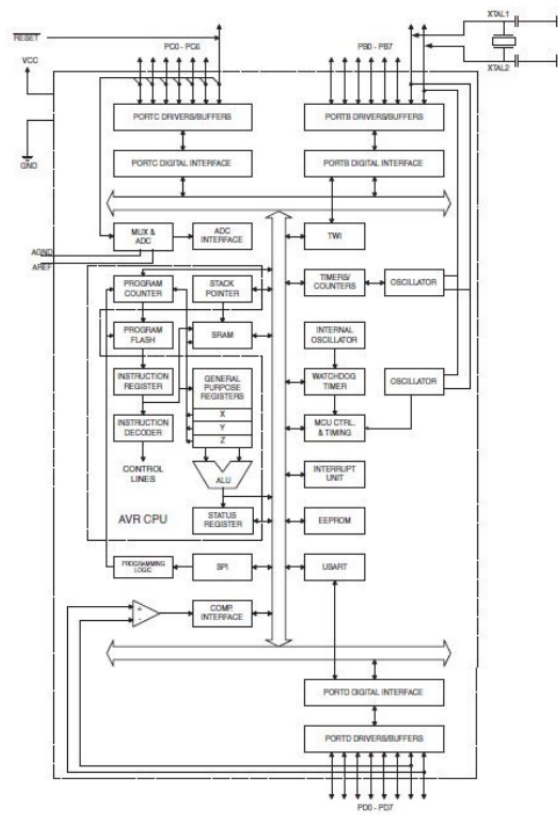 XTAL1
RESET
PC0 - PC6
PB0 - PB7
XTAL2
VCC
PORTC DRIVERS/BUFFERS
PORTB DRIVERS/BUFFERS
GND
PORTC DIGITAL INTERFACE
PORTB DIGITAL INTERFACE
MUX &
ADC
ADC
INTERFACE
TWI
AGND
AREF
PROGRAM
COUNTER
STACK
POINTER
TIMERS/
COUNTERS
OSCILLATOR
PROGRAM
FLASH
SRAM
INTERNAL
OSCILLATOR
INSTRUCTION
REGISTER
GENERAL
PURPOSE
REGISTERS
WATCHDOG
TIMER
OSCILLATOR
X
INSTRUCTION
DECODER
Y
MCU CTRL.
& TIMING
Z
CONTROL
LINES
ALU
INTERRUPT
UNIT
AVR CPU
STATUS
REGISTER
EEPROM
PROGRAMMING
LOGIC
SPI
USART
+
-
COMP.
INTERFACE
PORTD DIGITAL INTERFACE
PORTD DRIVERS/BUFFERS
PD0 - PD7